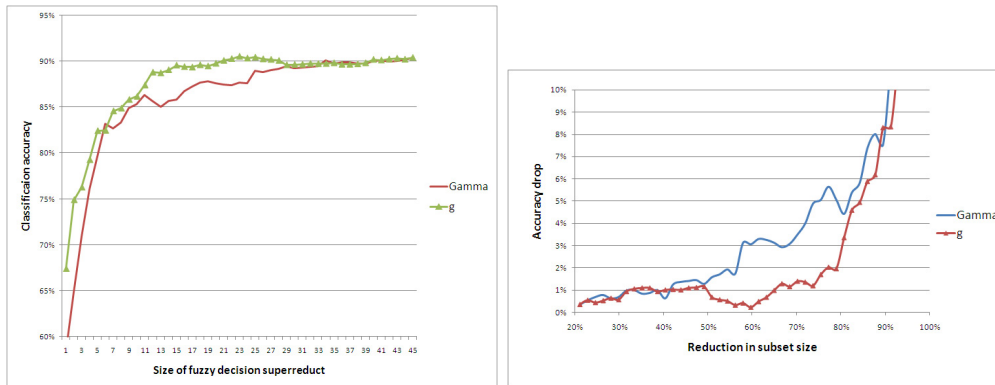 95%
90%
85%
80%
75%
70%
65%
60%
Classificaion accuracy
1 3 5 7 9 11 13 15 17 19 21 23 25 27 29 31 33 35 37 39 41 43 45
Size of fuzzy decision superreduct
Gamma
g
10%
9%
8%
7%
6%
5%
4%
3%
2%
1%
0%
Accuracy drop
20% 30% 40% 50% 60% 70% 80% 90% 100%
Reduction in subset size
Gamma
g